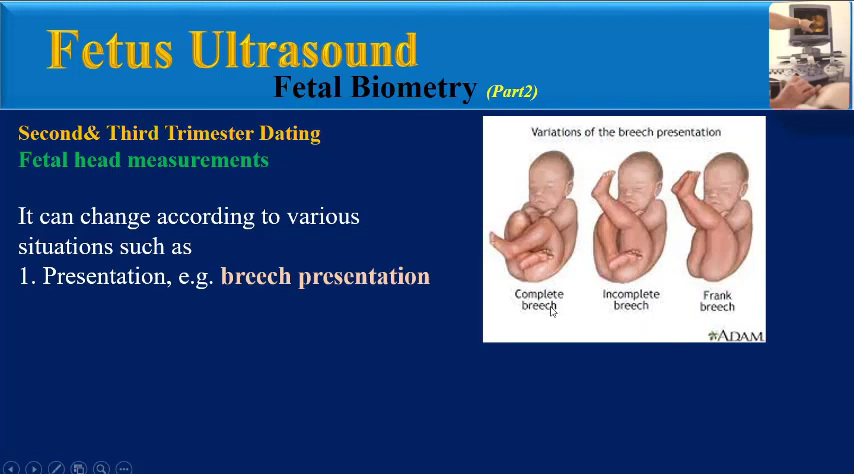 Fetus Ultrasound
Fetal Biometry (Part2)
Second& Third Trimester Dating
Fetal head measurements
It can change according to various
situations such as
1. Presentation, e.g. breech presentation
Variations of the breech presentation
Complete
breech
Incomplete
breech
Frank
breech
ADAM